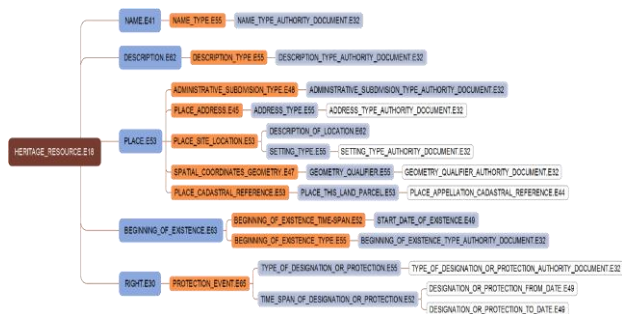 NAME.E41 NAME_TYPE.E55 NAME_TYPE_AUTHORITY_DOCUMENT.E32
DESCRIPTION.E62 DESCRIPTION_TYPE.E55 DESCRIPTION_TYPE_AUTHORITY_DOCUMENT.E32
ADMINISTRATIVE_SUBDIVISION_TYPE.E48 ADMINISTRATIVE_SUBDIVISION_TYPE_AUTHORITY_DOCUMENT.E32
PLACE_ADDRESS.E45 ADDRESS_TYPE.E55 ADDRESS_TYPE_AUTHORITY_DOCUMENT.E32
DESCRIPTION_OF_LOCATION.E62
HERITAGE_RESOURCE.E18 PLACE.E53 PLACE_SITE_LOCATION.E53
SETTING_TYPE.E55 SETTING_TYPE_AUTHORITY_DOCUMENT.E32
SPATIAL_COORDINATES_GEOMETRY.E47 GEOMETRY_QUALIFIER.E55 GEOMETRY_QUALIFIER_AUTHORITY_DOCUMENT.E32
PLACE_CADASTRAL_REFERENCE.E53 PLACE_THIS_LAND_PARCEL.E53 PLACE_APPELLATION_CADASTRAL_REFERENCE.E44
BEGINNING_OF_EXISTENCE_TIME-SPAN.E52 START_DATE_OF_EXISTENCE.E49
BEGINNING_OF_EXISTENCE.E63
BEGINNING_OF_EXISTENCE_TYPE.E55 BEGINNING_OF_EXISTENCE_TYPE_AUTHORITY_DOCUMENT.E32
TYPE_OF_DESIGNATION_OR_PROTECTION.E55 TYPE_OF_DESIGNATION_OR_PROTECTION_AUTHORITY_DOCUMENT.E32
RIGHT.E30 PROTECTION_EVENT.E65
DESIGNATION_OR_PROTECTION_FROM_DATE.E49
TIME_SPAN_OF_DESIGNATION_OR_PROTECTION.E52
DESIGNATION_OR_PROTECTION_TO_DATE.E49